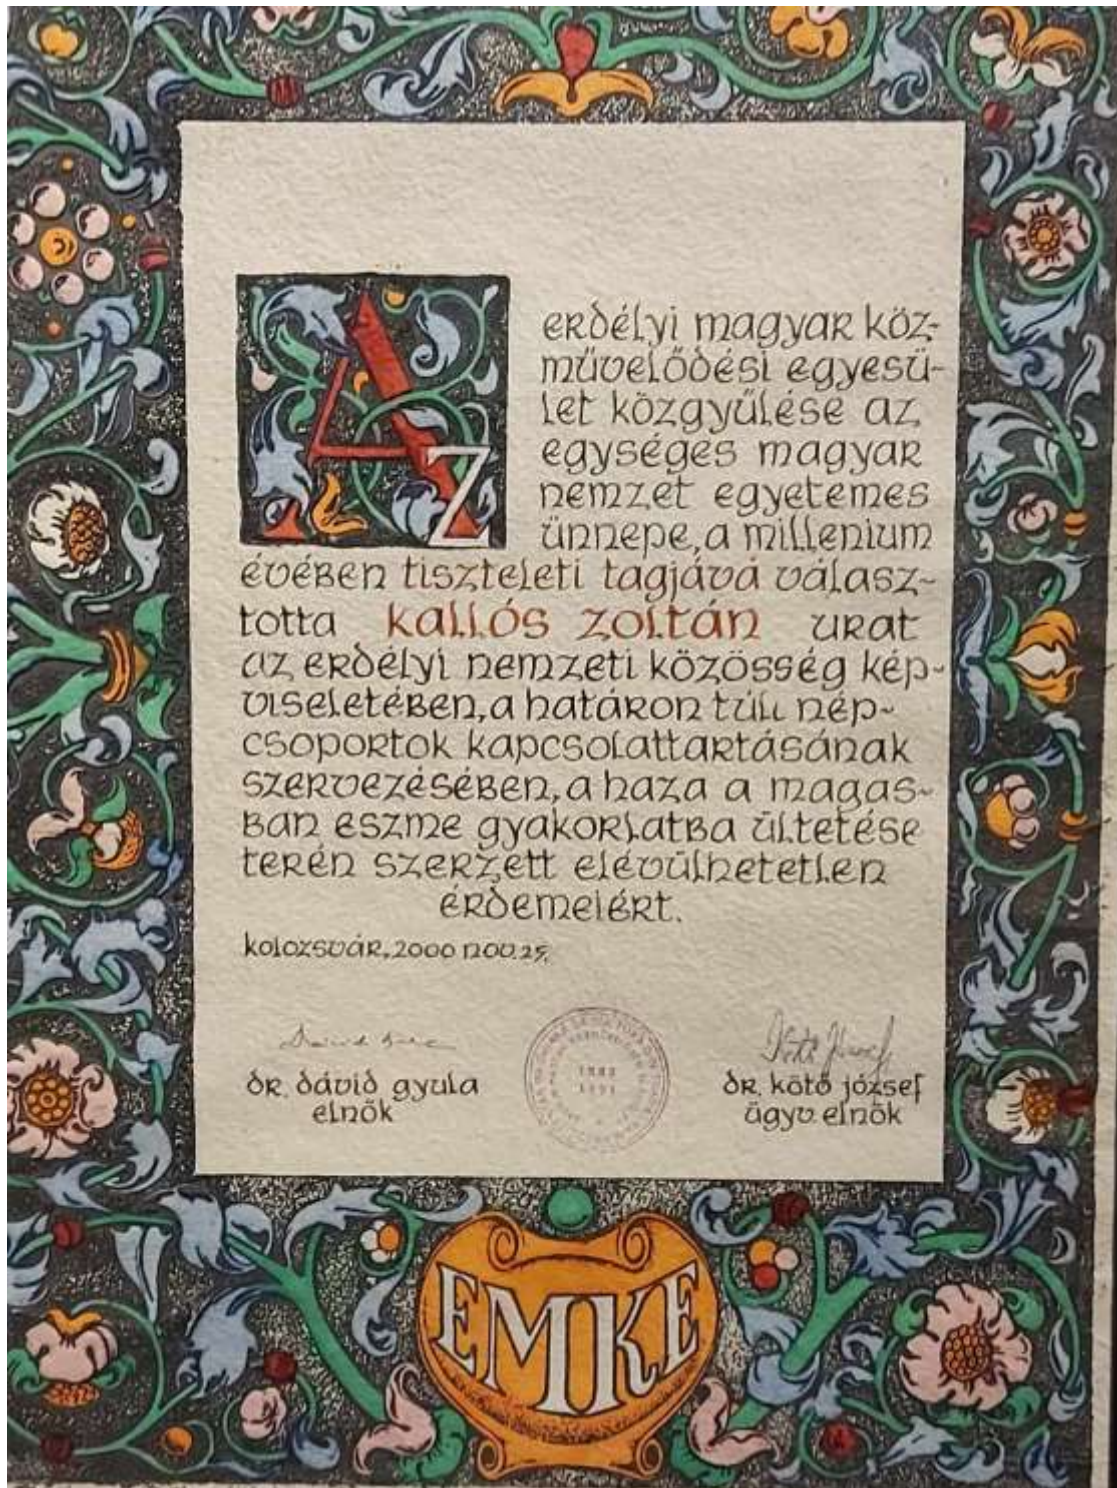 Az
erdélyi magyar köz-
művelődési egyesü-
let közgyűlése az
egységes magyar
nemzet egyetemes
ünnepe, a millenium
évében tiszteleti tagjává válasz-
totta kallós zoltán urat
az erdélyi nemzeti közösség kép-
viseletében, a határon túli nép-
csoportok kapcsolattartásának
szervezésében, a haza a magas-
ban eszme gyakorlatba ültetése
terén szerzett elévülhetetlen
érdemeiért.
kolozsvár, 2000 nov. 25.
1885
1991
dr. dávid gyula
elnök
dr. kötő józsef
ügyv. elnök
EMKE